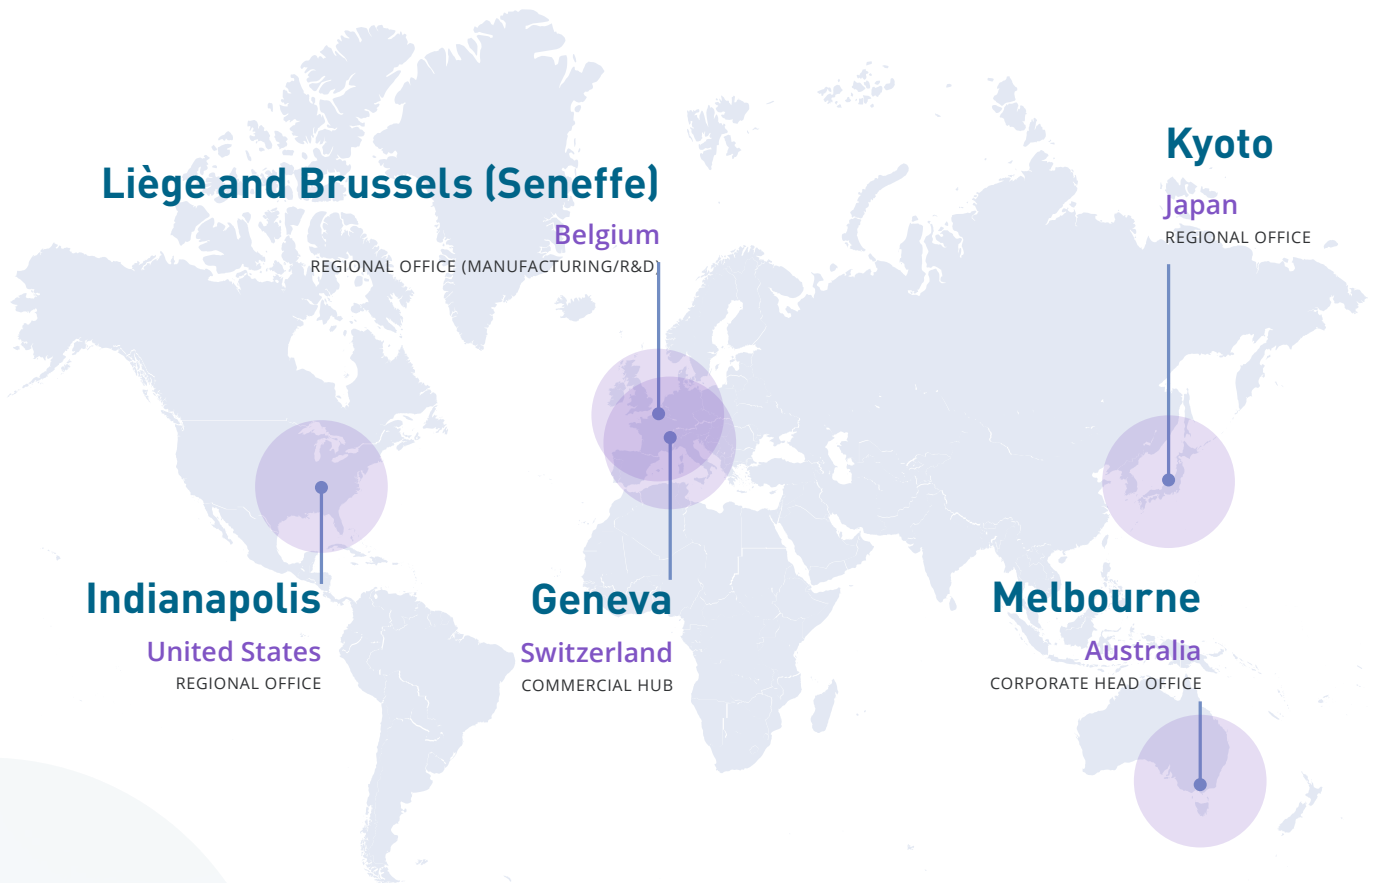 Liège and Brussels (Seneffe)
Belgium
REGIONAL OFFICE (MANUFACTURING/R&D)
Kyoto
Japan
REGIONAL OFFICE
Indianapolis
United States
REGIONAL OFFICE
Geneva
Switzerland
COMMERCIAL HUB
Melbourne
Australia
CORPORATE HEAD OFFICE